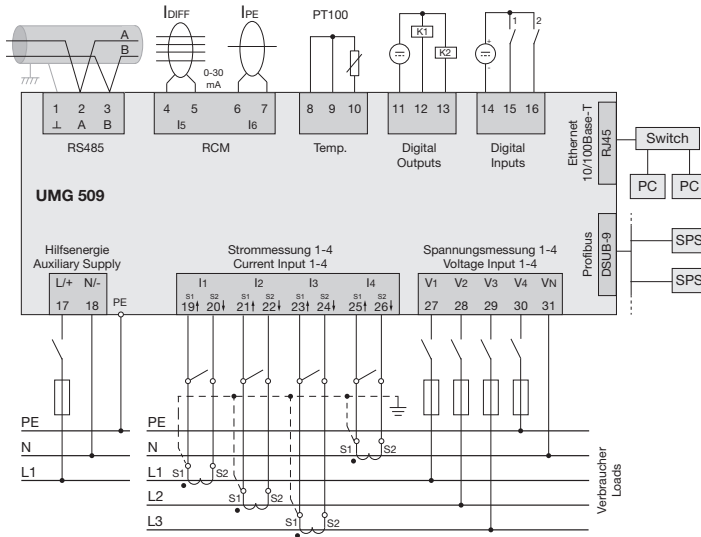 IDIFF
IPE
PT100
A
B
0-30
mA
K1
K2
1
2
+
-
1 2 3
⊥ A B
RS485
4 5 6 7
I5 I6
RCM
8 9 10
Temp.
11 12 13
Digital
Outputs
14 15 16
Digital
Inputs
Ethernet
10/100Base-T
RJ45
Switch
PC PC
UMG 509
Profibus
DSUB-9
SPS
SPS
Hilfsenergie
Auxiliary Supply
L/+ N/-
17 18
PE
Strommessung 1-4
Current Input 1-4
I1 I2 I3 I4
S1 S2 S1 S2 S1 S2 S1 S2
19 20 21 22 23 24 25 26
Spannungsmessung 1-4
Voltage Input 1-4
V1 V2 V3 V4 VN
27 28 29 30 31
PE
N
L1
PE
N
L1
L2
L3
S1 S2
S1 S2
S1 S2
S1 S2
Verbraucher
Loads